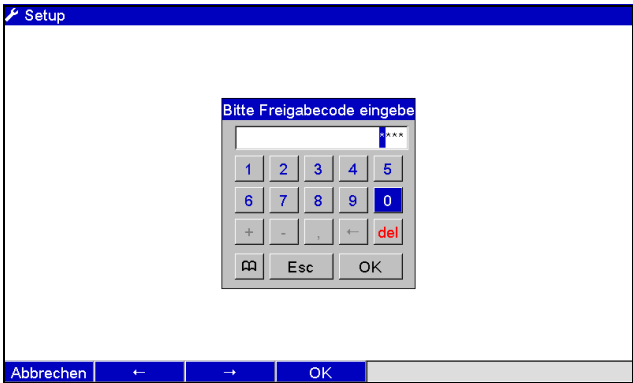 Setup
Bitte Freigabecode eingebe
****
1 2 3 4 5
6 7 8 9 0
+ - , ← del
Esc OK
Abbrechen ← → OK